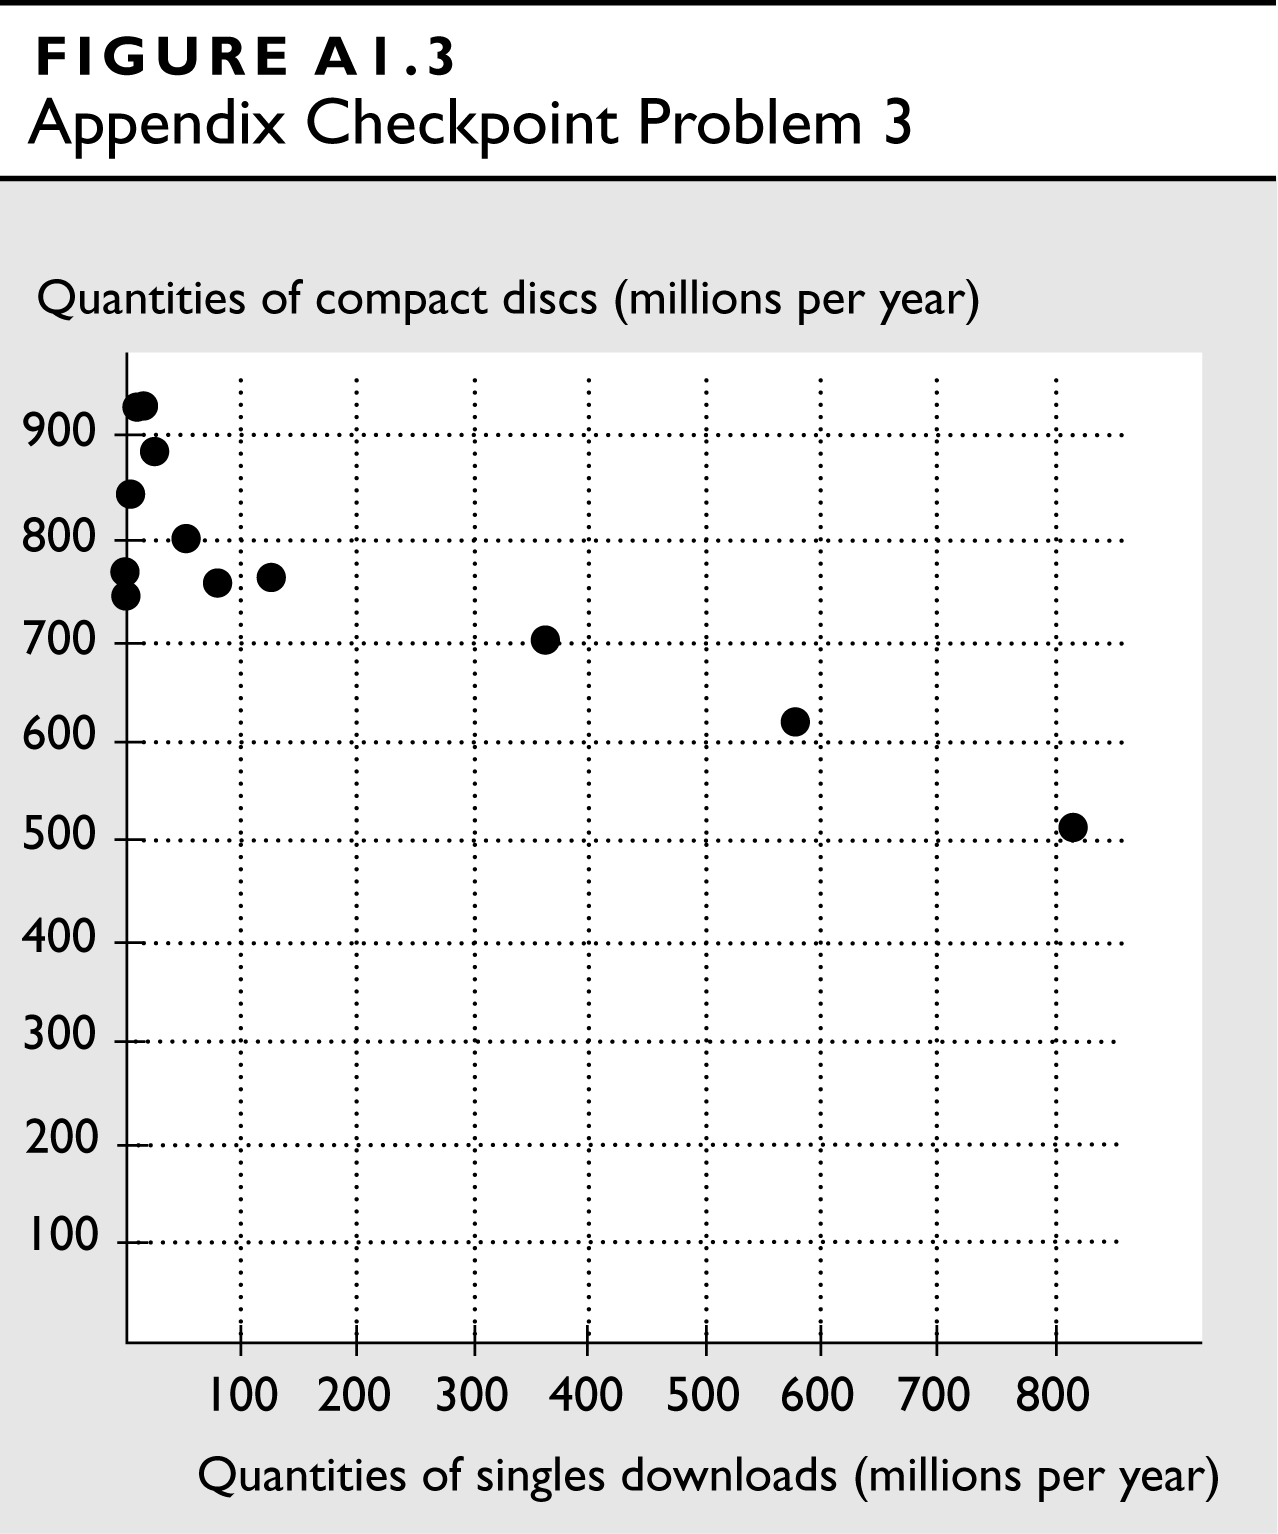 FIGURE A1.3
Appendix Checkpoint Problem 3
Quantities of compact discs (millions per year)
900
800
700
600
500
400
300
200
100
100 200 300 400 500 600 700 800
Quantities of singles downloads (millions per year)